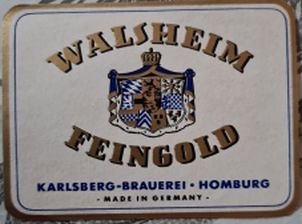 WALSHEIM
FEINGOLD
KARLSBERG-BRAUEREI · HOMBURG
- MADE IN GERMANY -